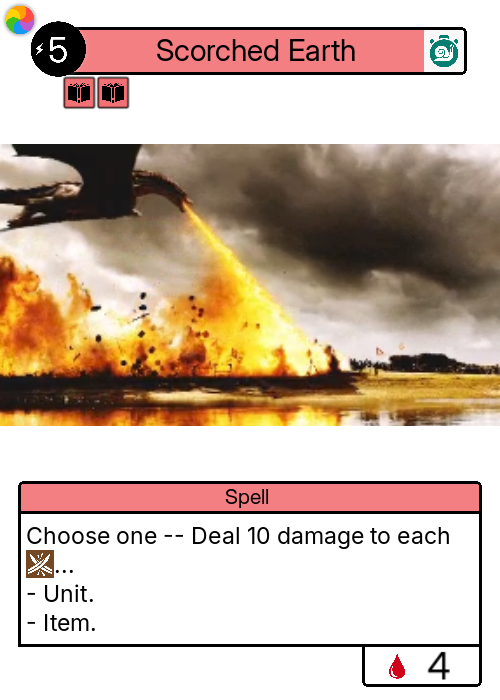 5
Scorched Earth
Spell
Choose one -- Deal 10 damage to each
...
- Unit.
- Item.
4